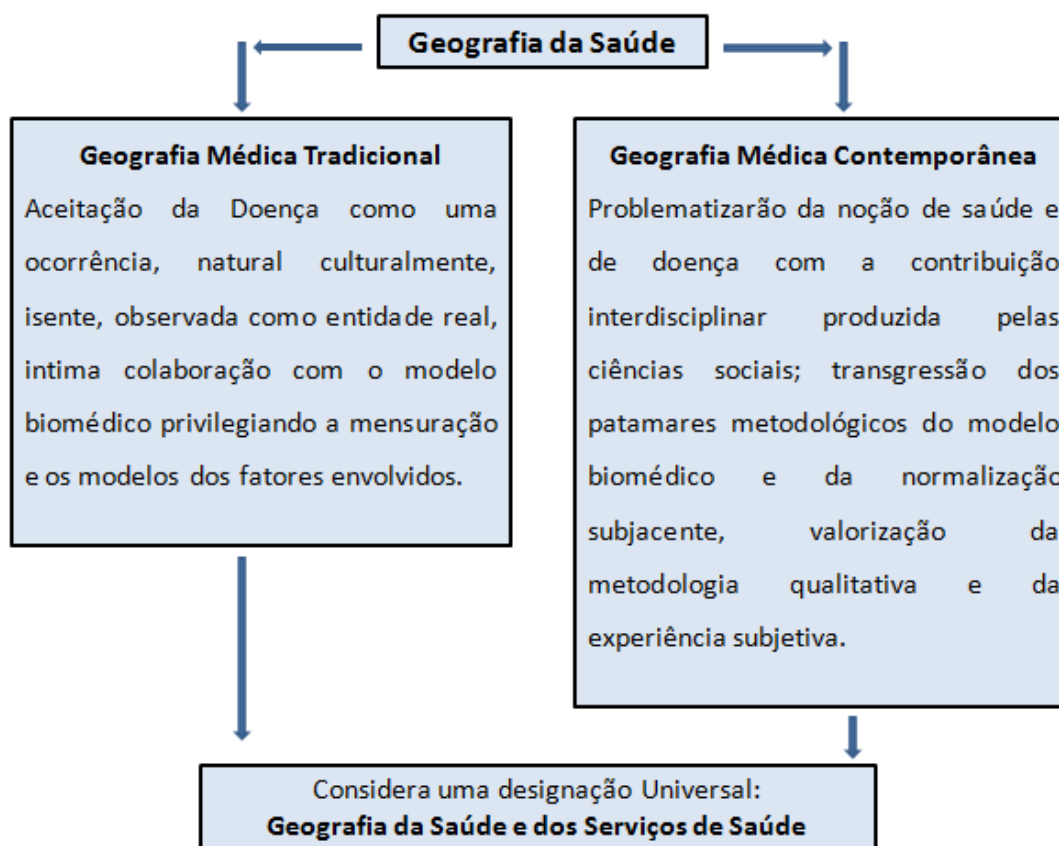 Geografia da Saúde
Geografia Médica Tradicional
Aceitação da Doença como uma
ocorrência, natural culturalmente,
isente, observada como entidade real,
intima colaboração com o modelo
biomédico privilegiando a mensuração
e os modelos dos fatores envolvidos.
Geografia Médica Contemporânea
Problematizarão da noção de saúde e
de doença com a contribuição
interdisciplinar produzida pelas
ciências sociais; transgressão dos
patamares metodológicos do modelo
biomédico e da normalização
subjacente, valorização da
metodologia qualitativa e da
experiência subjetiva.
Considera uma designação Universal:
Geografia da Saúde e dos Serviços de Saúde